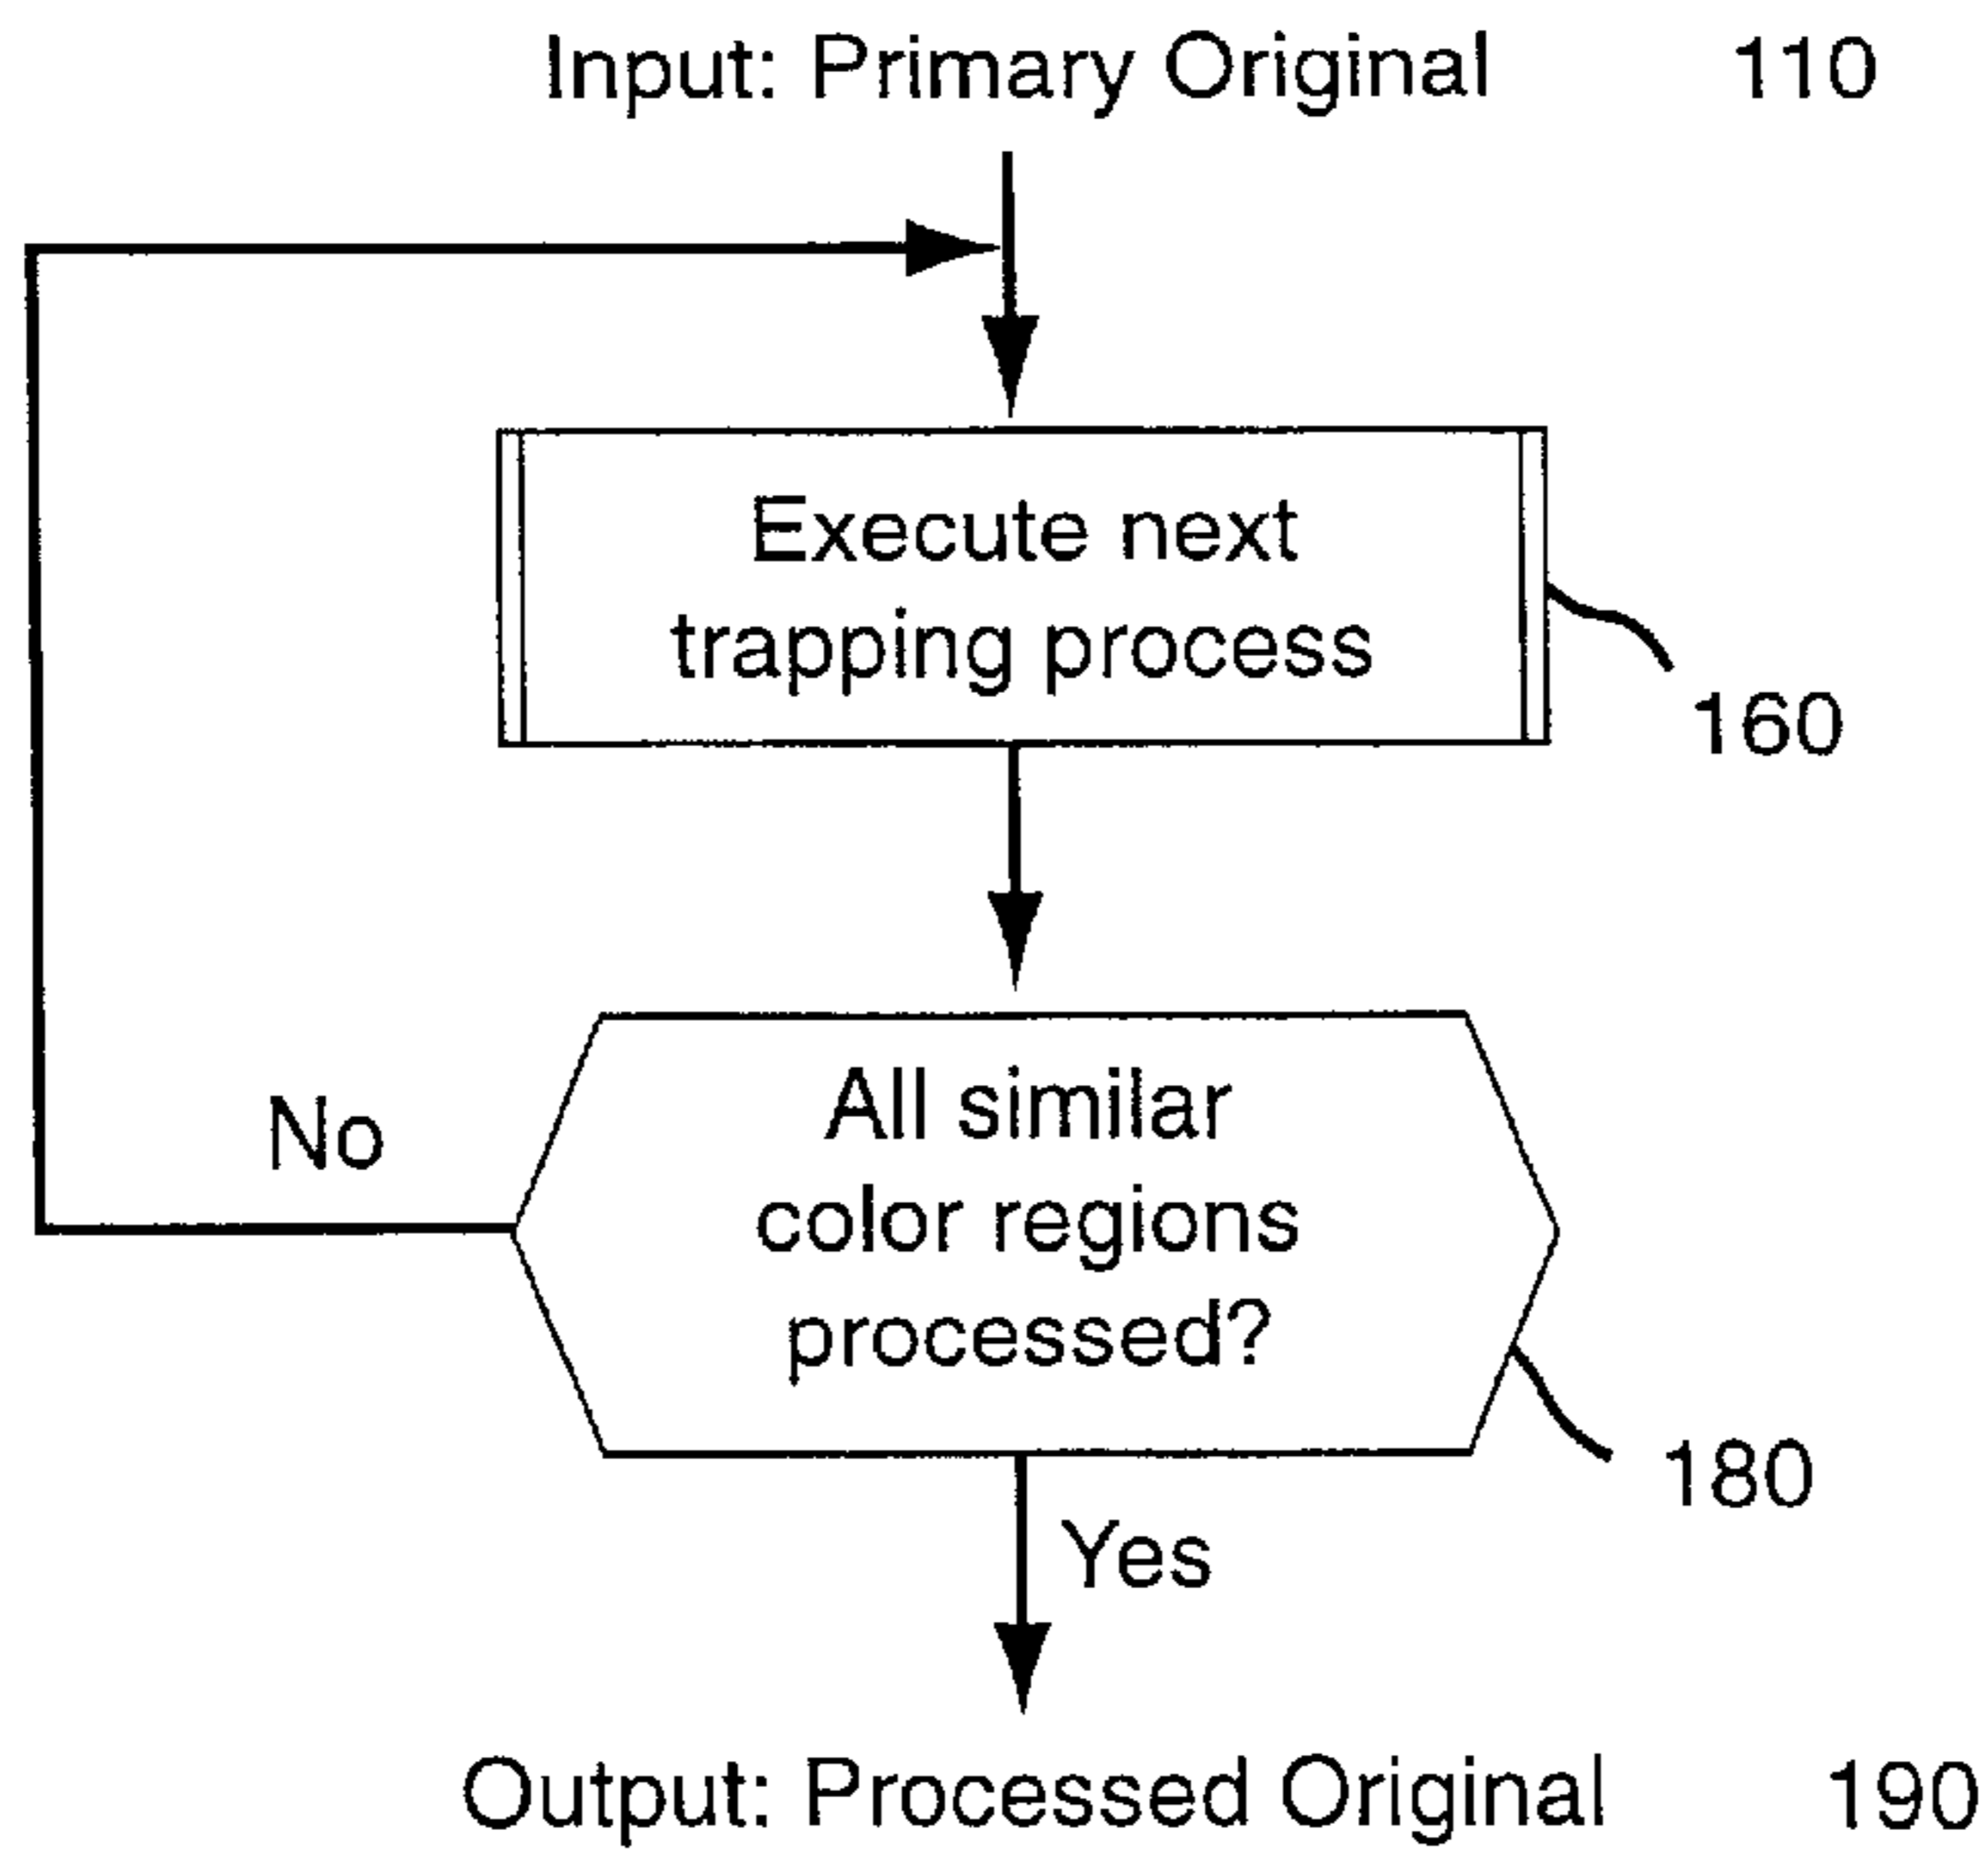 Input: Primary Original 110
Execute next
trapping process
160
All similar
color regions
processed?
No
180
Yes
Output: Processed Original 190